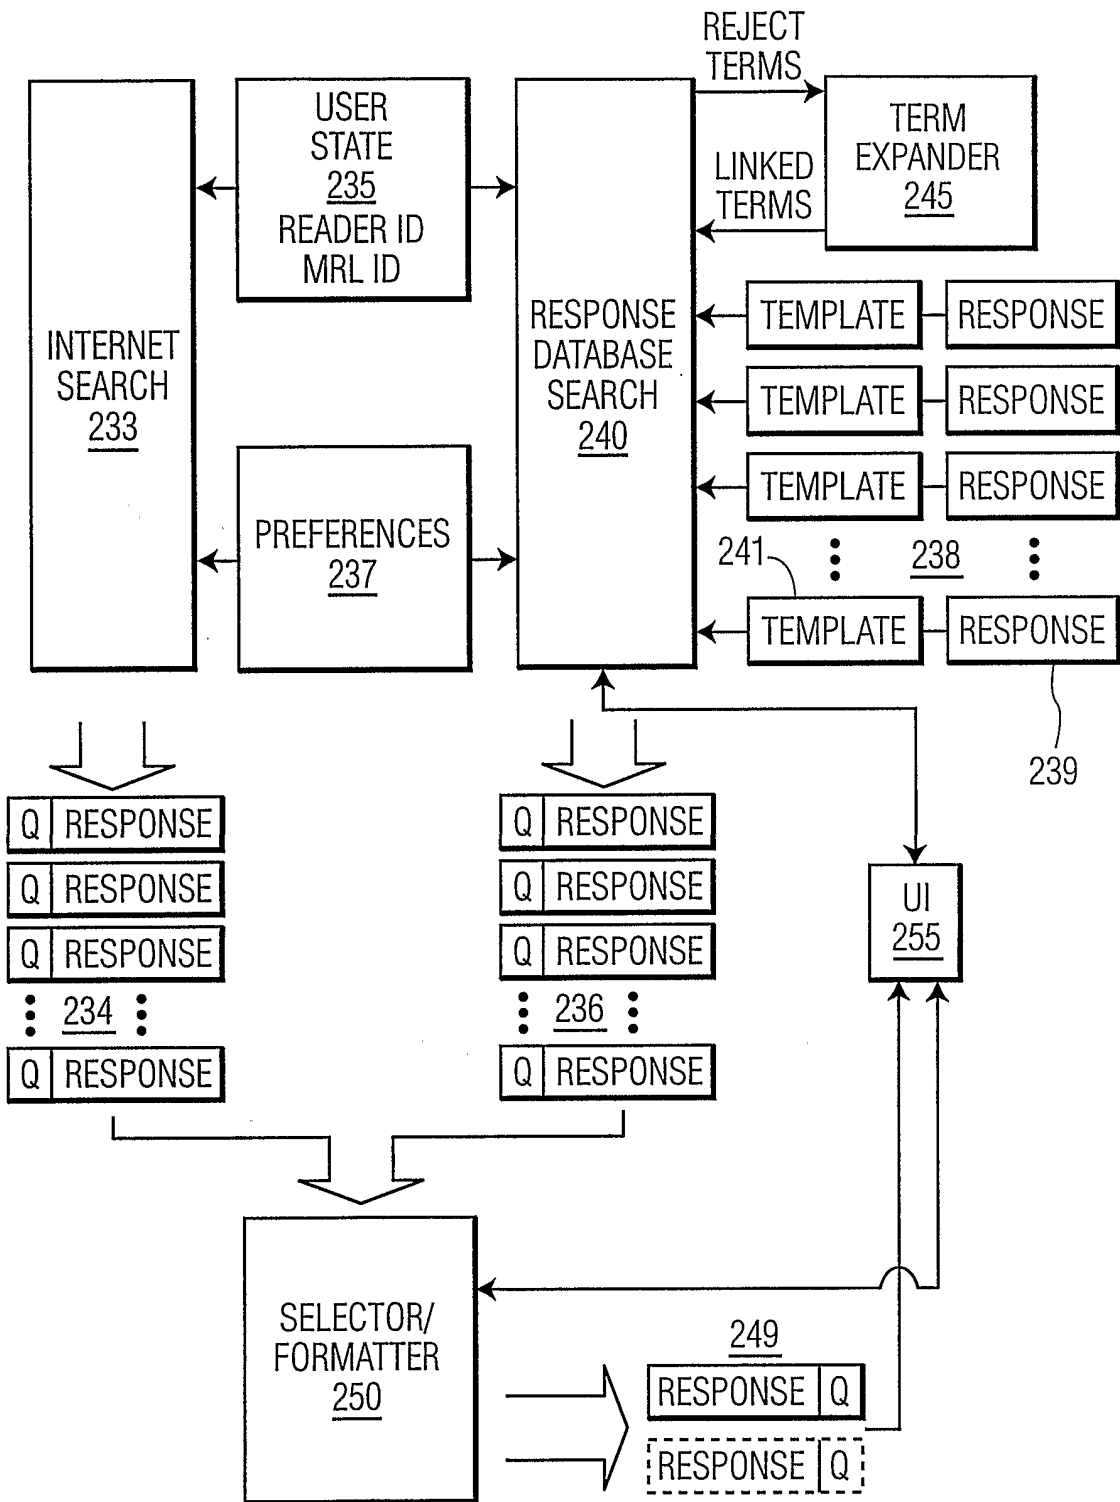 REJECT
TERMS
USER
STATE
235
READER ID
MRL ID
TERM
EXPANDER
245
LINKED
TERMS
INTERNET
SEARCH
233
RESPONSE
DATABASE
SEARCH
240
TEMPLATE RESPONSE
TEMPLATE RESPONSE
TEMPLATE RESPONSE
PREFERENCES
237
241
238
TEMPLATE RESPONSE
239
Q RESPONSE
Q RESPONSE
Q RESPONSE
234
Q RESPONSE
Q RESPONSE
Q RESPONSE
Q RESPONSE
236
Q RESPONSE
UI
255
SELECTOR/
FORMATTER
250
249
RESPONSE Q
RESPONSE Q